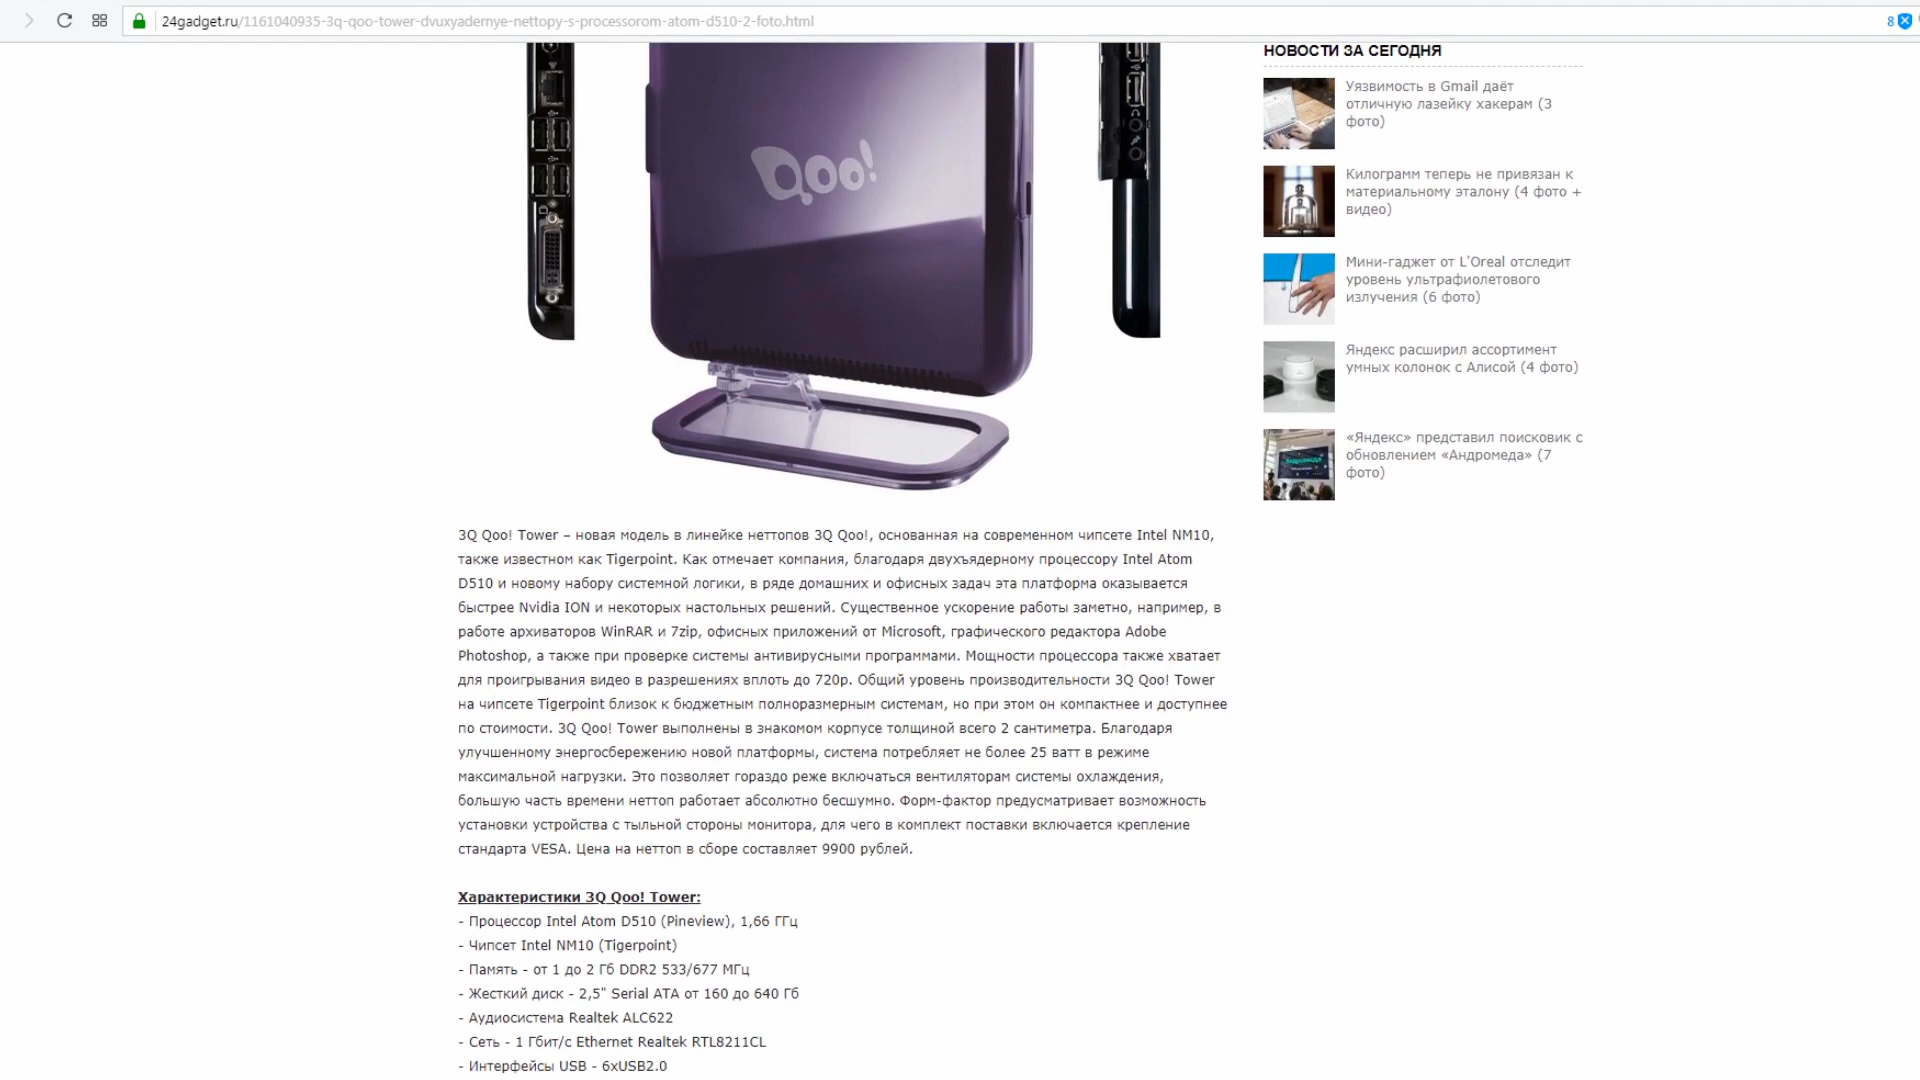 24gadget.ru/1161040935-3q-qoo-tower-dvuxyadernye-nettopy-s-processorom-atom-d510-2-foto.html
8
Qoo!
НОВОСТИ ЗА СЕГОДНЯ
Уязвимость в Gmail даёт
отличную лазейку хакерам (3
фото)
Килограмм теперь не привязан к
материальному эталону (4 фото +
видео)
Мини-гаджет от L'Oreal отследит
уровень ультрафиолетового
излучения (6 фото)
Яндекс расширил ассортимент
умных колонок с Алисой (4 фото)
«Яндекс» представил поисковик с
обновлением «Андромеда» (7
фото)
3Q Qoo! Tower – новая модель в линейке неттопов 3Q Qoo!, основанная на современном чипсете Intel NM10,
также известном как Tigerpoint. Как отмечает компания, благодаря двухъядерному процессору Intel Atom
D510 и новому набору системной логики, в ряде домашних и офисных задач эта платформа оказывается
быстрее Nvidia ION и некоторых настольных решений. Существенное ускорение работы заметно, например, в
работе архиваторов WinRAR и 7zip, офисных приложений от Microsoft, графического редактора Adobe
Photoshop, а также при проверке системы антивирусными программами. Мощности процессора также хватает
для проигрывания видео в разрешениях вплоть до 720p. Общий уровень производительности 3Q Qoo! Tower
на чипсете Tigerpoint близок к бюджетным полноразмерным системам, но при этом он компактнее и доступнее
по стоимости. 3Q Qoo! Tower выполнены в знакомом корпусе толщиной всего 2 сантиметра. Благодаря
улучшенному энергосбережению новой платформы, система потребляет не более 25 ватт в режиме
максимальной нагрузки. Это позволяет гораздо реже включаться вентиляторам системы охлаждения,
большую часть времени неттоп работает абсолютно бесшумно. Форм-фактор предусматривает возможность
установки устройства с тыльной стороны монитора, для чего в комплект поставки включается крепление
стандарта VESA. Цена на неттоп в сборе составляет 9900 рублей.
Характеристики 3Q Qoo! Tower:
- Процессор Intel Atom D510 (Pineview), 1,66 ГГц
- Чипсет Intel NM10 (Tigerpoint)
- Память - от 1 до 2 Гб DDR2 533/677 МГц
- Жесткий диск - 2,5" Serial ATA от 160 до 640 Гб
- Аудиосистема Realtek ALC622
- Сеть - 1 Гбит/с Ethernet Realtek RTL8211CL
- Интерфейсы USB - 6xUSB2.0